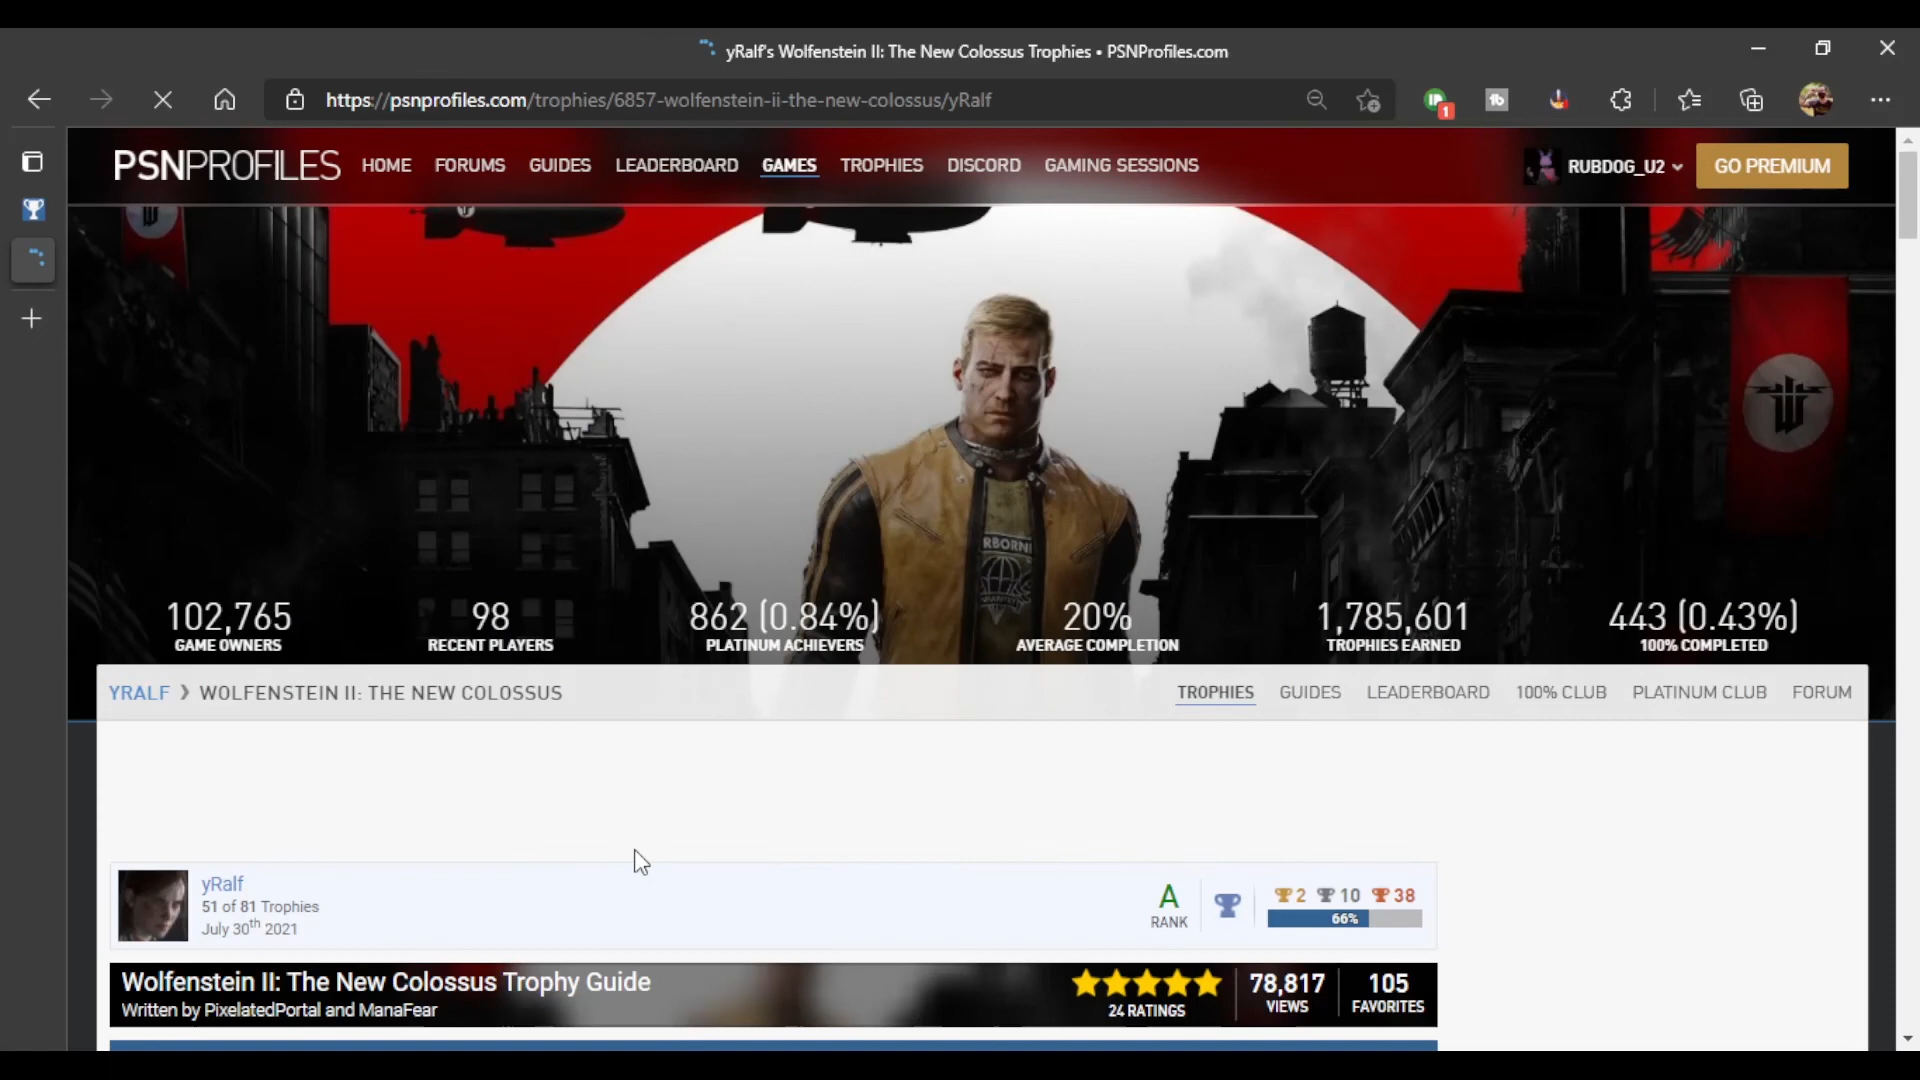 yRalf's Wolfenstein II: The New Colossus Trophies • PSNProfiles.com
https://psnprofiles.com/trophies/6857-wolfenstein-ii-the-new-colossus/yRalf
1
PSNPROFILES HOME FORUMS GUIDES LEADERBOARD GAMES TROPHIES DISCORD GAMING SESSIONS RUBDOG_U2 GO PREMIUM
RBORNE
102,765 98 862 (0.84%) 20% 1,785,601 443 (0.43%)
GAME OWNERS RECENT PLAYERS PLATINUM ACHIEVERS AVERAGE COMPLETION TROPHIES EARNED 100% COMPLETED
YRALF ❯ WOLFENSTEIN II: THE NEW COLOSSUS TROPHIES GUIDES LEADERBOARD 100% CLUB PLATINUM CLUB FORUM
yRalf
51 of 81 Trophies
July 30th 2021
A
RANK
2 10 38
66%
Wolfenstein II: The New Colossus Trophy Guide
Written by PixelatedPortal and ManaFear
24 RATINGS
78,817
VIEWS
105
FAVORITES